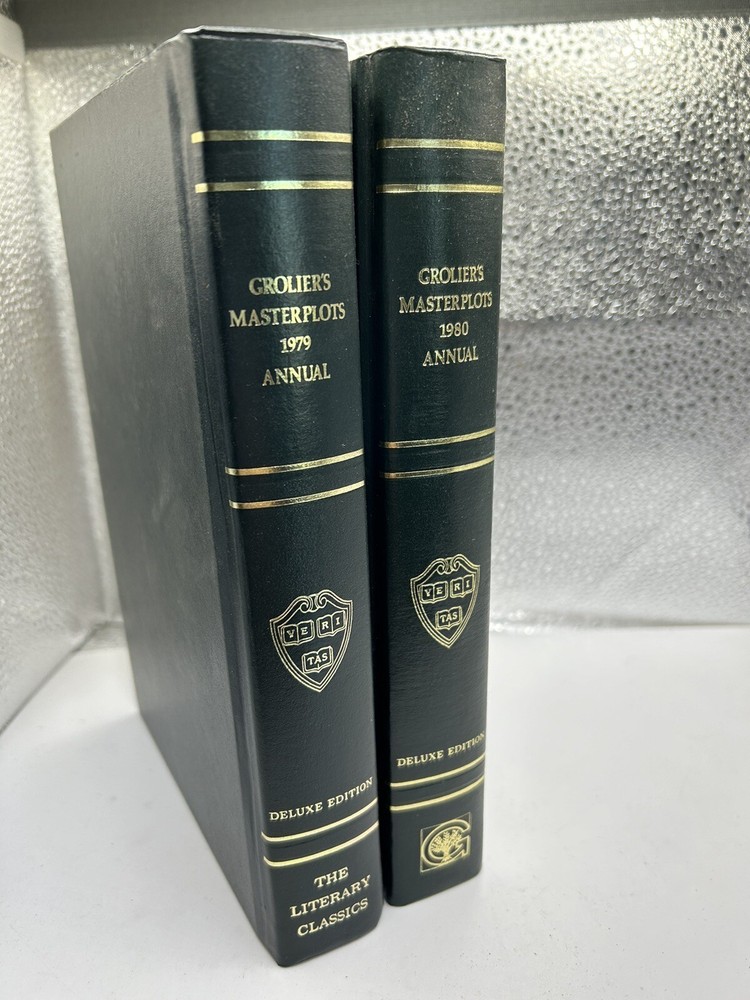 GROLIER'S
MASTERPLOTS
1979
ANNUAL
VE RI
TAS
DELUXE EDITION
THE
LITERARY
CLASSICS
GROLIER'S
MASTERPLOTS
1980
ANNUAL
VE RI
TAS
DELUXE EDITION
G